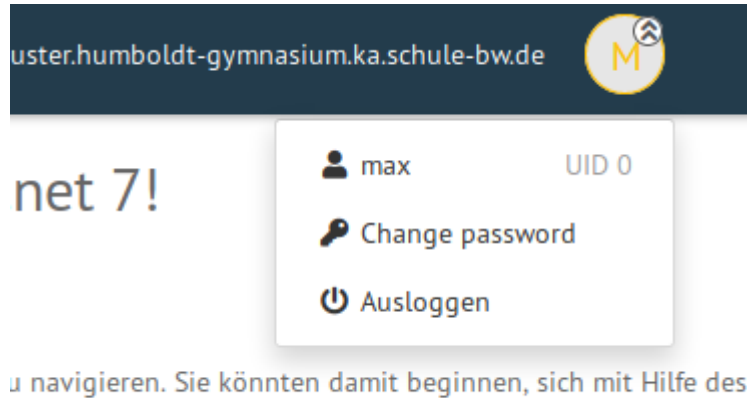 uster.humboldt-gymnasium.ka.schule-bw.de M
max UID 0
net 7!
Change password
Ausloggen
navigieren. Sie könnten damit beginnen, sich mit Hilfe des